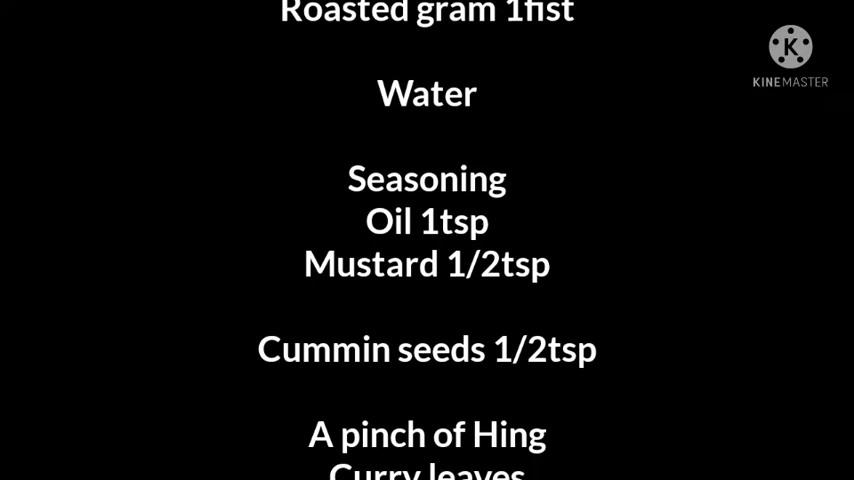 Roasted gram 1fist
K
KINEMASTER
Water
Seasoning
Oil 1tsp
Mustard 1/2tsp
Cummin seeds 1/2tsp
A pinch of Hing
Curry leaves